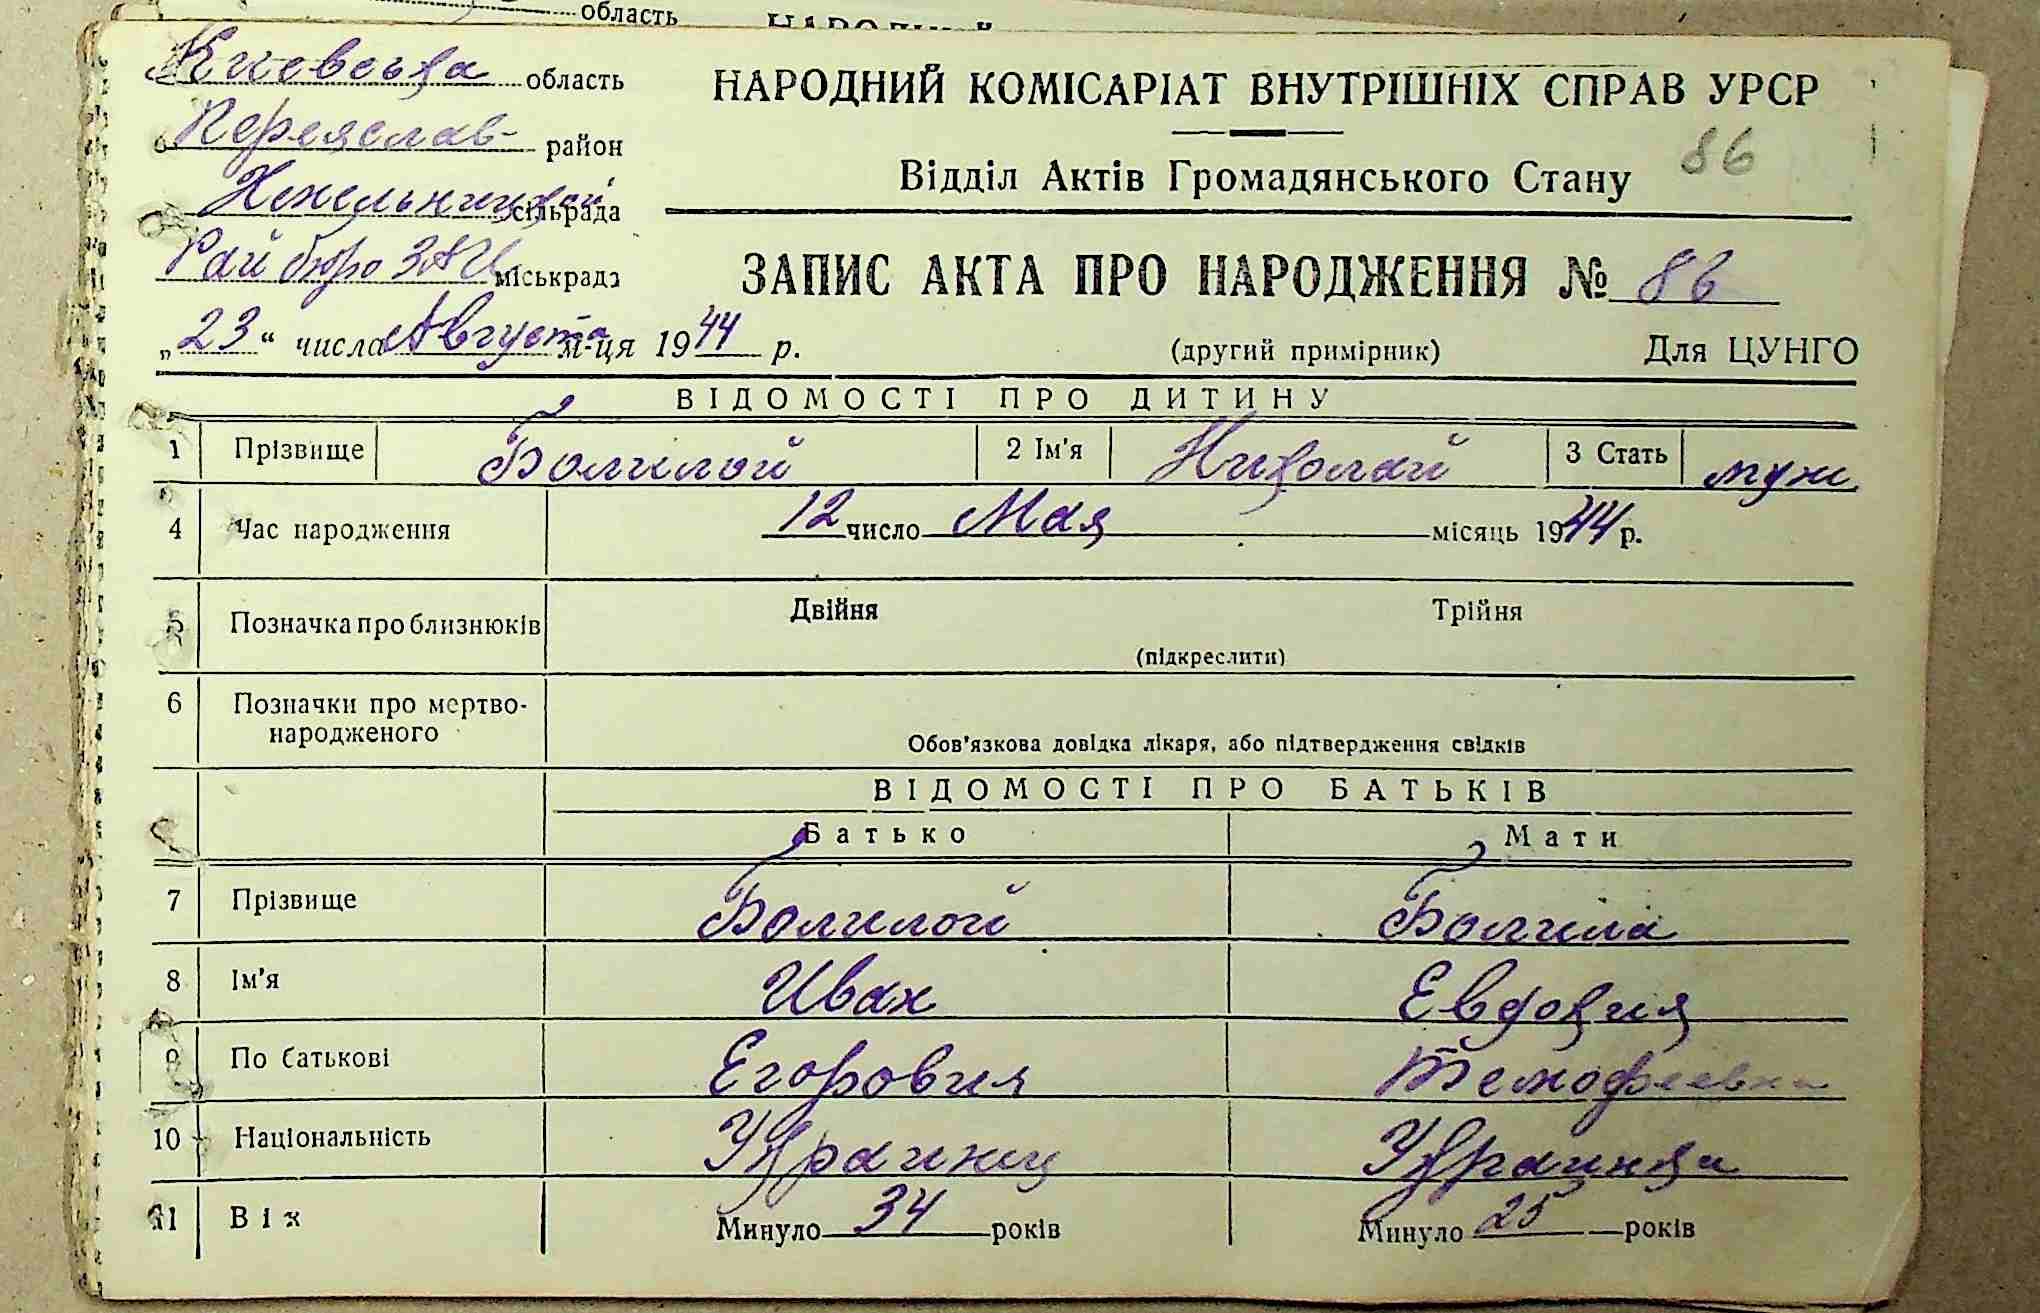 область
Киевська область
Переяслав- район
сільрада
Рай бюро ЗАГС міськрада
НАРОДНИЙ КОМІСАРІАТ ВНУТРІШНІХ СПРАВ УРСР
Відділ Актів Громадянського Стану
86
ЗАПИС АКТА ПРО НАРОДЖЕННЯ № 86
„23“ числа Августа м-ця 1944 р.
(другий примірник)
Для ЦУНГО
ВІДОМОСТІ ПРО ДИТИНУ
1 Прізвище Болилой 2 Ім'я Николай 3 Стать муж
4 Час народження 12 число Мая місяць 1944 р.
5 Позначка про близнюків Двійня Трійня
(підкреслити)
6 Позначки про мертво-
народженого
Обов'язкова довідка лікаря, або підтвердження свідків
ВІДОМОСТІ ПРО БАТЬКІВ
Батько Мати
7 Прізвище Болилой Болила
8 Ім'я Иван Евдокия
9 По батькові Егорович Темофеевна
10 Національність Украинец Украинка
11 Вік Минуло 34 років Минуло 25 років